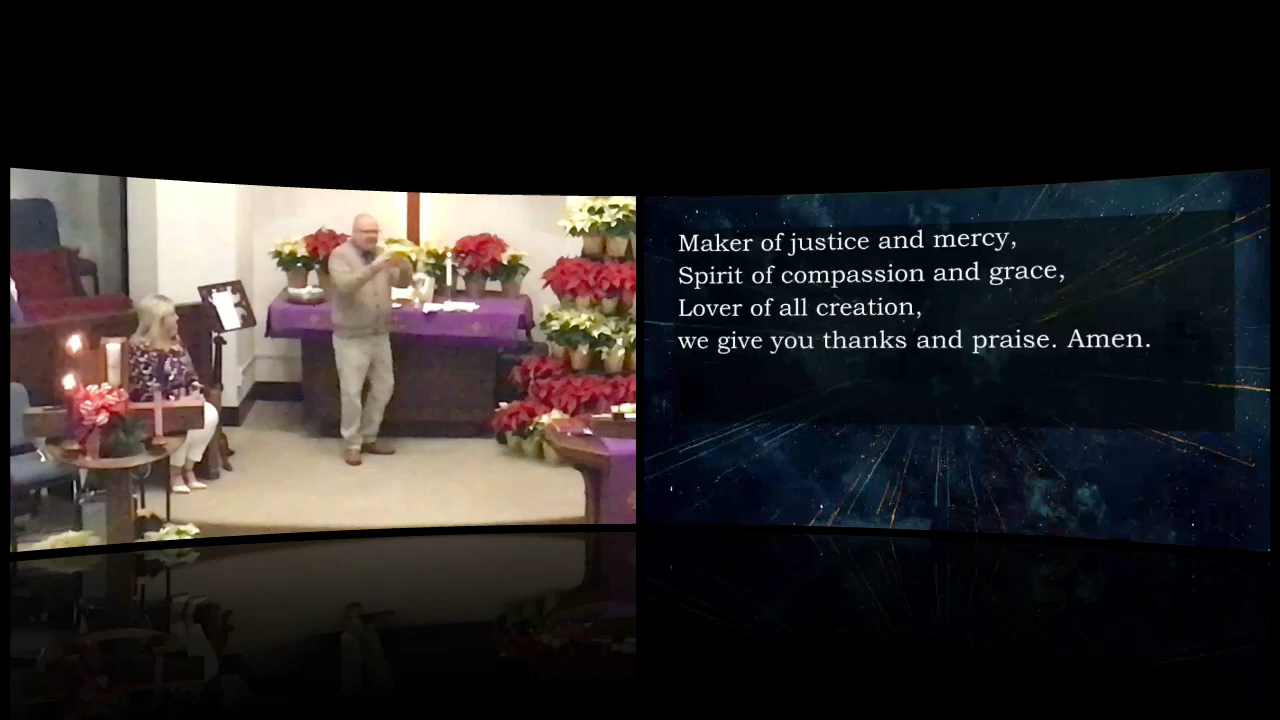 Maker of justice and mercy,
Spirit of compassion and grace,
Lover of all creation,
we give you thanks and praise. Amen.